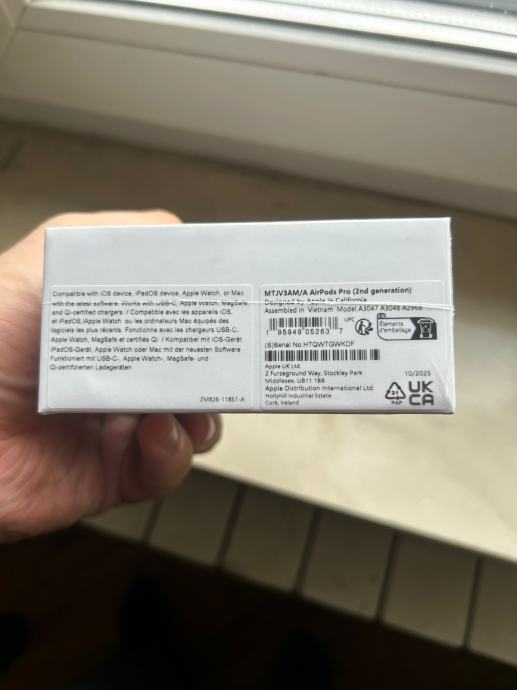 Compatible with iOS device, iPadOS device, Apple Watch, or Mac
with the latest software. Works with USB-C, Apple Watch, MagSafe
and Qi-certified chargers. / Compatible avec les appareils iOS,
et iPadOS,lApple Watch ou les ordinateurs Mac équipés des
logiciels les plus récents. Fonctionne avec les chargeurs USB-C,
Apple Watch, MagSafe et certifiés Qi. / Kompatibel mit iOS-Gerät,
iPadOS-Gerät, Apple Watch oder Mac mit der neuesten Software
Funktioniert mit USB-C-, Apple Watch-, MagSafe- und
Qi-zertifizierten Ladegeräten
ZM826-11851-A
MTJV3AM/A AirPods Pro (2nd generation)
Designed by Apple in California
Assembled in Vietnam Model A3047 A3048 A2968
UPC
1 95949 05263 7
FR
Éléments
d'emballage
(S)Serial No.HTQWTGWKDF
Apple UK Ltd.
2 Furzeground Way, Stockley Park
Middlesex, UB11 1BB
Apple Distribution International Ltd.
Hollyhill Industrial Estate
Cork, Ireland
10/2025
21
PAP
UK
CA